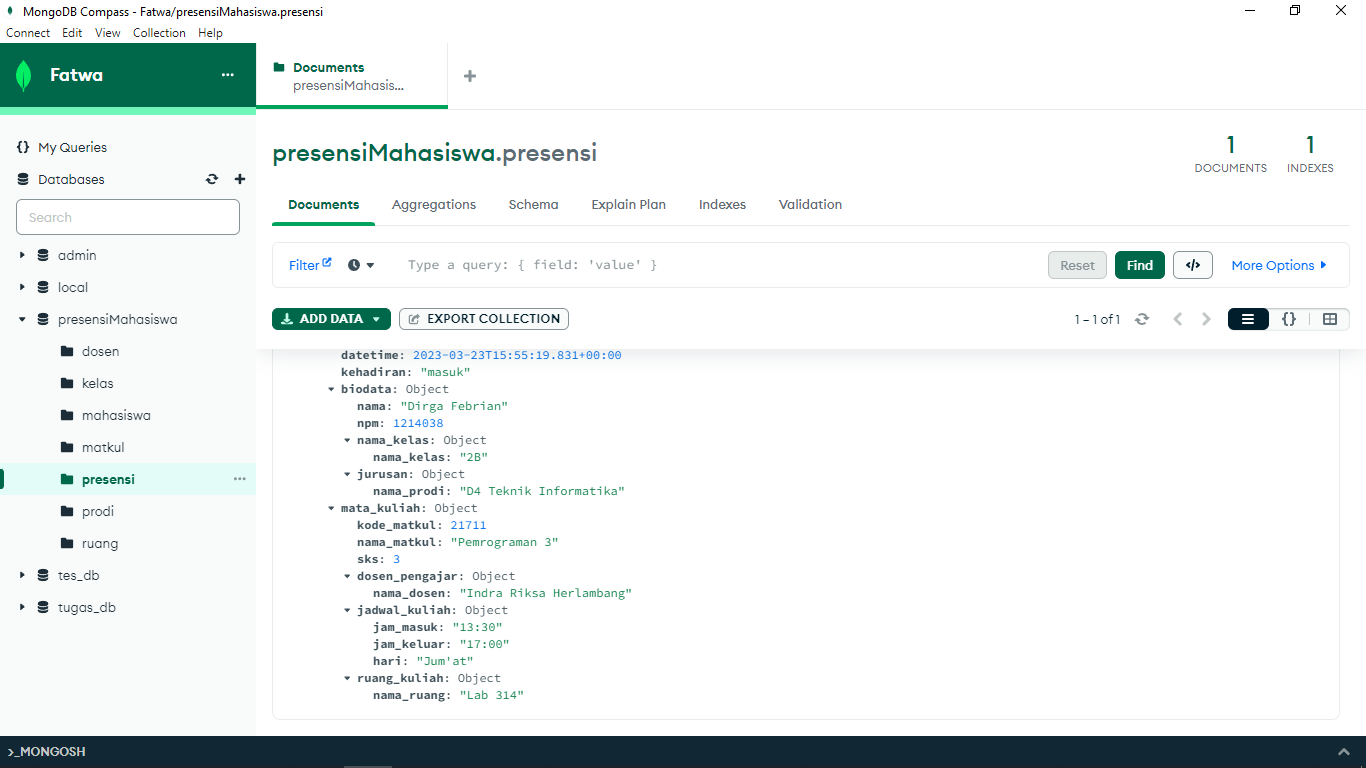 MongoDB Compass - Fatwa/presensiMahasiswa.presensi
Connect Edit View Collection Help
Fatwa
Documents
presensiMahasis...
My Queries
Databases
Search
admin
local
presensiMahasiswa
dosen
kelas
mahasiswa
matkul
presensi
prodi
ruang
tes_db
tugas_db
presensiMahasiswa.presensi
1 DOCUMENTS
1 INDEXES
Documents Aggregations Schema Explain Plan Indexes Validation
Filter Type a query: { field: 'value' } Reset Find </> More Options
ADD DATA EXPORT COLLECTION 1 – 1 of 1 {}
datetime: 2023-03-23T15:55:19.831+00:00
kehadiran: "masuk"
biodata: Object
nama: "Dirga Febrian"
npm: 1214038
nama_kelas: Object
nama_kelas: "2B"
jurusan: Object
nama_prodi: "D4 Teknik Informatika"
mata_kuliah: Object
kode_matkul: 21711
nama_matkul: "Pemrograman 3"
sks: 3
dosen_pengajar: Object
nama_dosen: "Indra Riksa Herlambang"
jadwal_kuliah: Object
jam_masuk: "13:30"
jam_keluar: "17:00"
hari: "Jum'at"
ruang_kuliah: Object
nama_ruang: "Lab 314"
>_MONGOSH